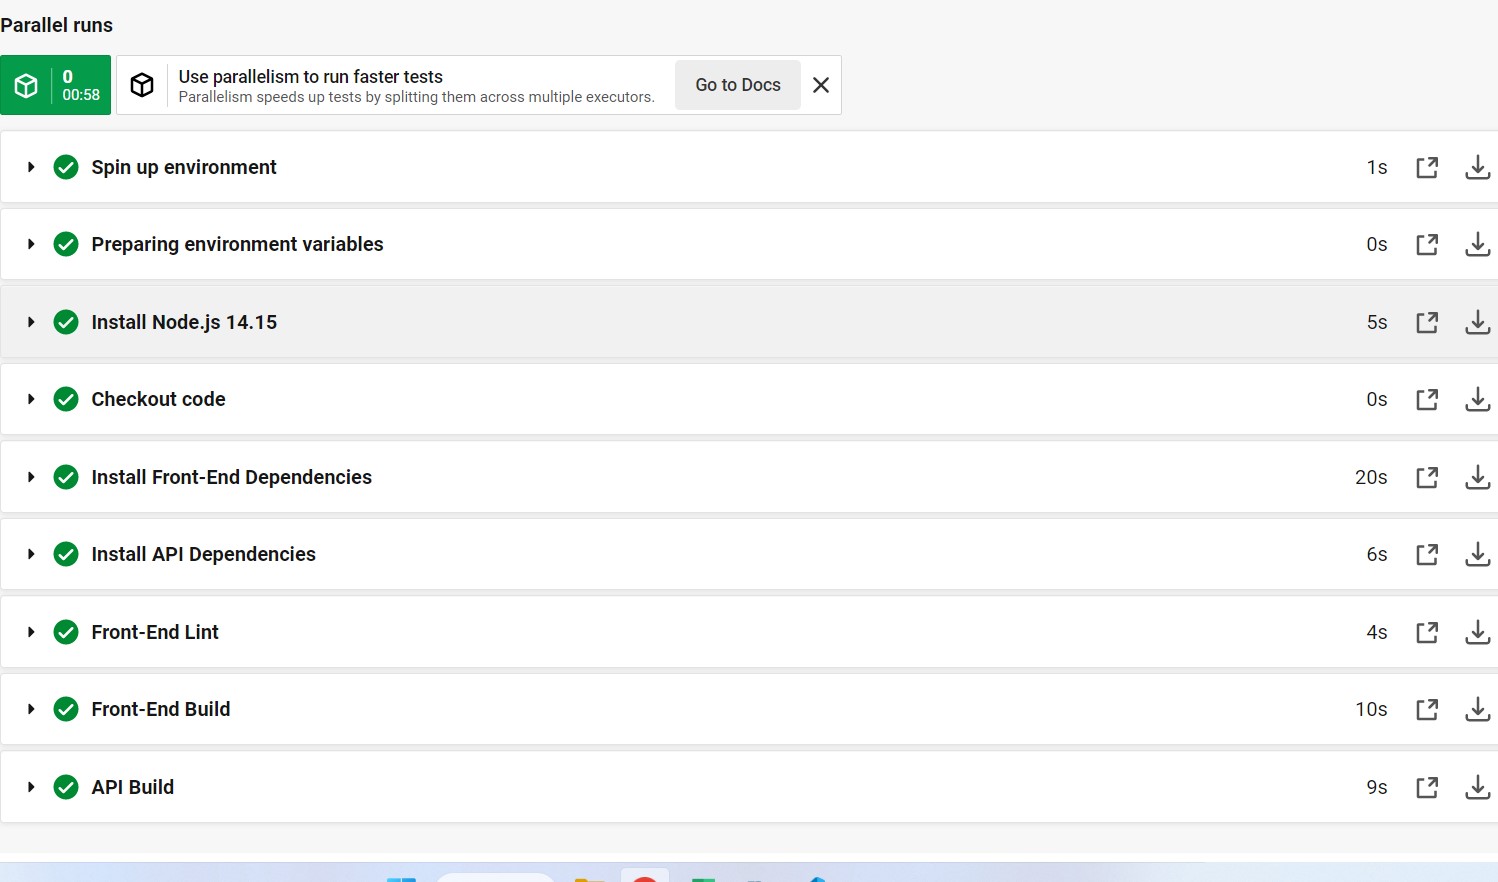 Parallel runs
0
00:58
Use parallelism to run faster tests
Parallelism speeds up tests by splitting them across multiple executors.
Go to Docs
Spin up environment 1s
Preparing environment variables 0s
Install Node.js 14.15 5s
Checkout code 0s
Install Front-End Dependencies 20s
Install API Dependencies 6s
Front-End Lint 4s
Front-End Build 10s
API Build 9s